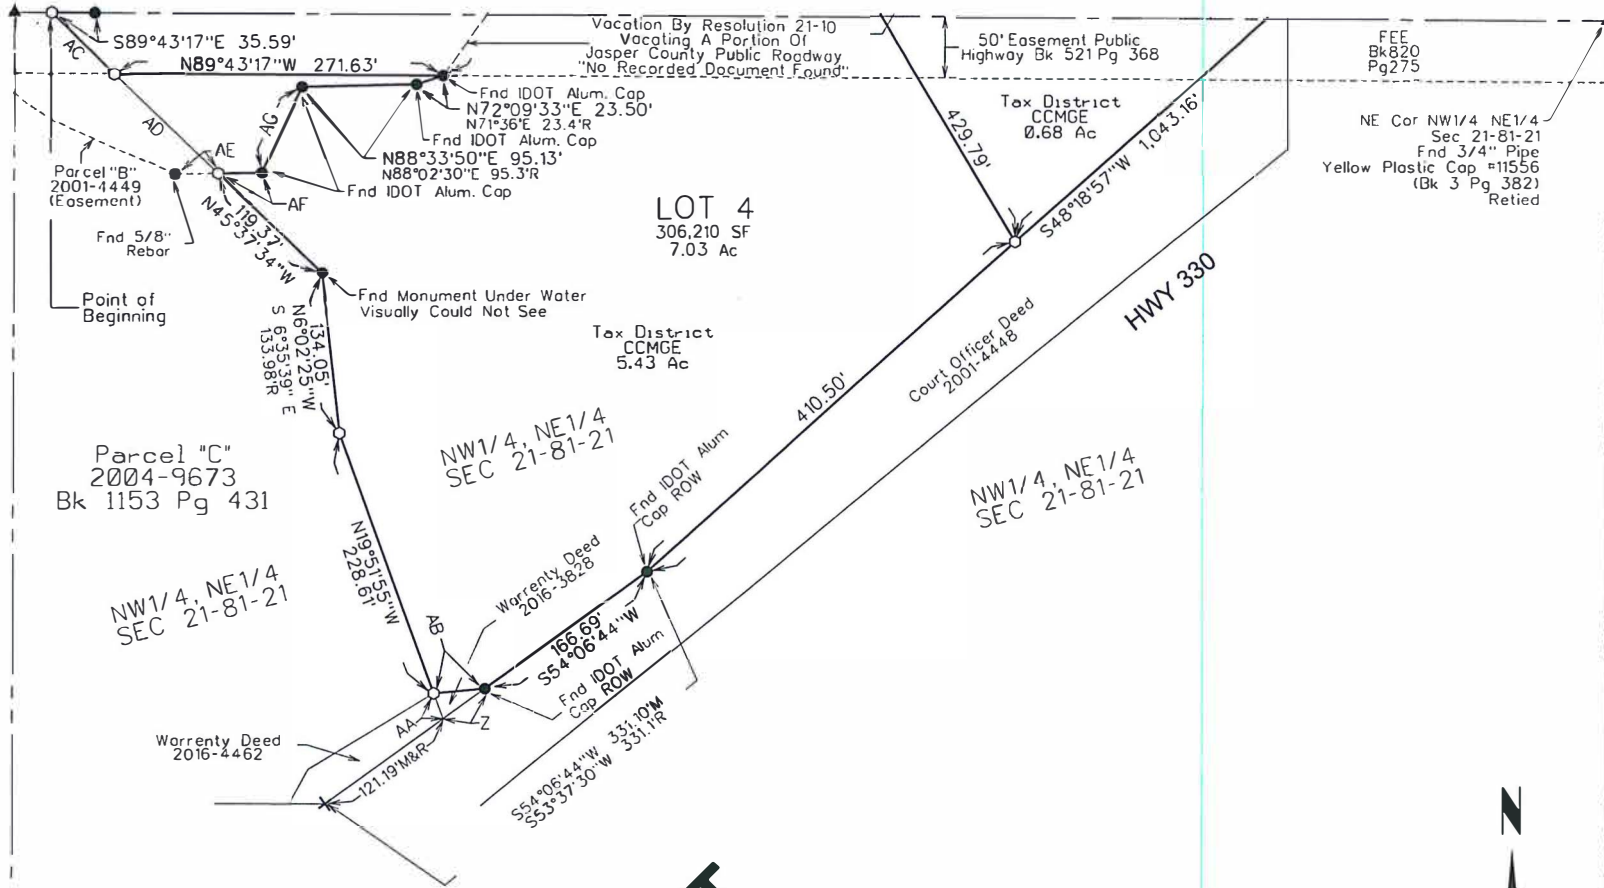 AC
S89°43'17"E 35.59'
N89°43'17"W 271.63'
Vacation By Resolution 21-10
Vacating A Portion Of
Jasper County Public Roadway
"No Recorded Document Found"
50' Easement Public
Highway Bk 521 Pg 368
FEE
Bk820
Pg275
Fnd IDOT Alum. Cap
N72°09'33"E 23.50'
N71°36'E 23.4'R
Fnd IDOT Alum. Cap
N88°33'50"E 95.13'
N88°02'30"E 95.3'R
Fnd IDOT Alum. Cap
AD
AG
AE
AF
Parcel "B"
2001-4449
(Easement)
Fnd 5/8"
Rebar
119.37'
N45°37'34"W
Point of
Beginning
Fnd Monument Under Water
Visually Could Not See
LOT 4
306,210 SF
7.03 Ac
Tax District
CCMGE
0.68 Ac
429.79'
S48°18'57"W 1,043.16'
NE Cor NW1/4 NE1/4
Sec 21-81-21
Fnd 3/4" Pipe
Yellow Plastic Cap #11556
(Bk 3 Pg 382)
Retied
HWY 330
Tax District
CCMGE
5.43 Ac
134.05'
N6°02'25"W
S 6°35'39" E
133.98'R
410.50'
Court Officer Deed
2001-4448
Parcel "C"
2004-9673
Bk 1153 Pg 431
NW1/4, NE1/4
SEC 21-81-21
NW1/4, NE1/4
SEC 21-81-21
Fnd IDOT Alum
Cap ROW
N19°51'55"W
228.61'
NW1/4, NE1/4
SEC 21-81-21
Warrenty Deed
2016-3828
AB
166.69'
S54°06'44"W
Fnd IDOT Alum
Cap ROW
AA
Z
Warrenty Deed
2016-4462
121.19'M&R
S54°06'44"W 331.10'M
S53°37'30"W 331.1'R
N